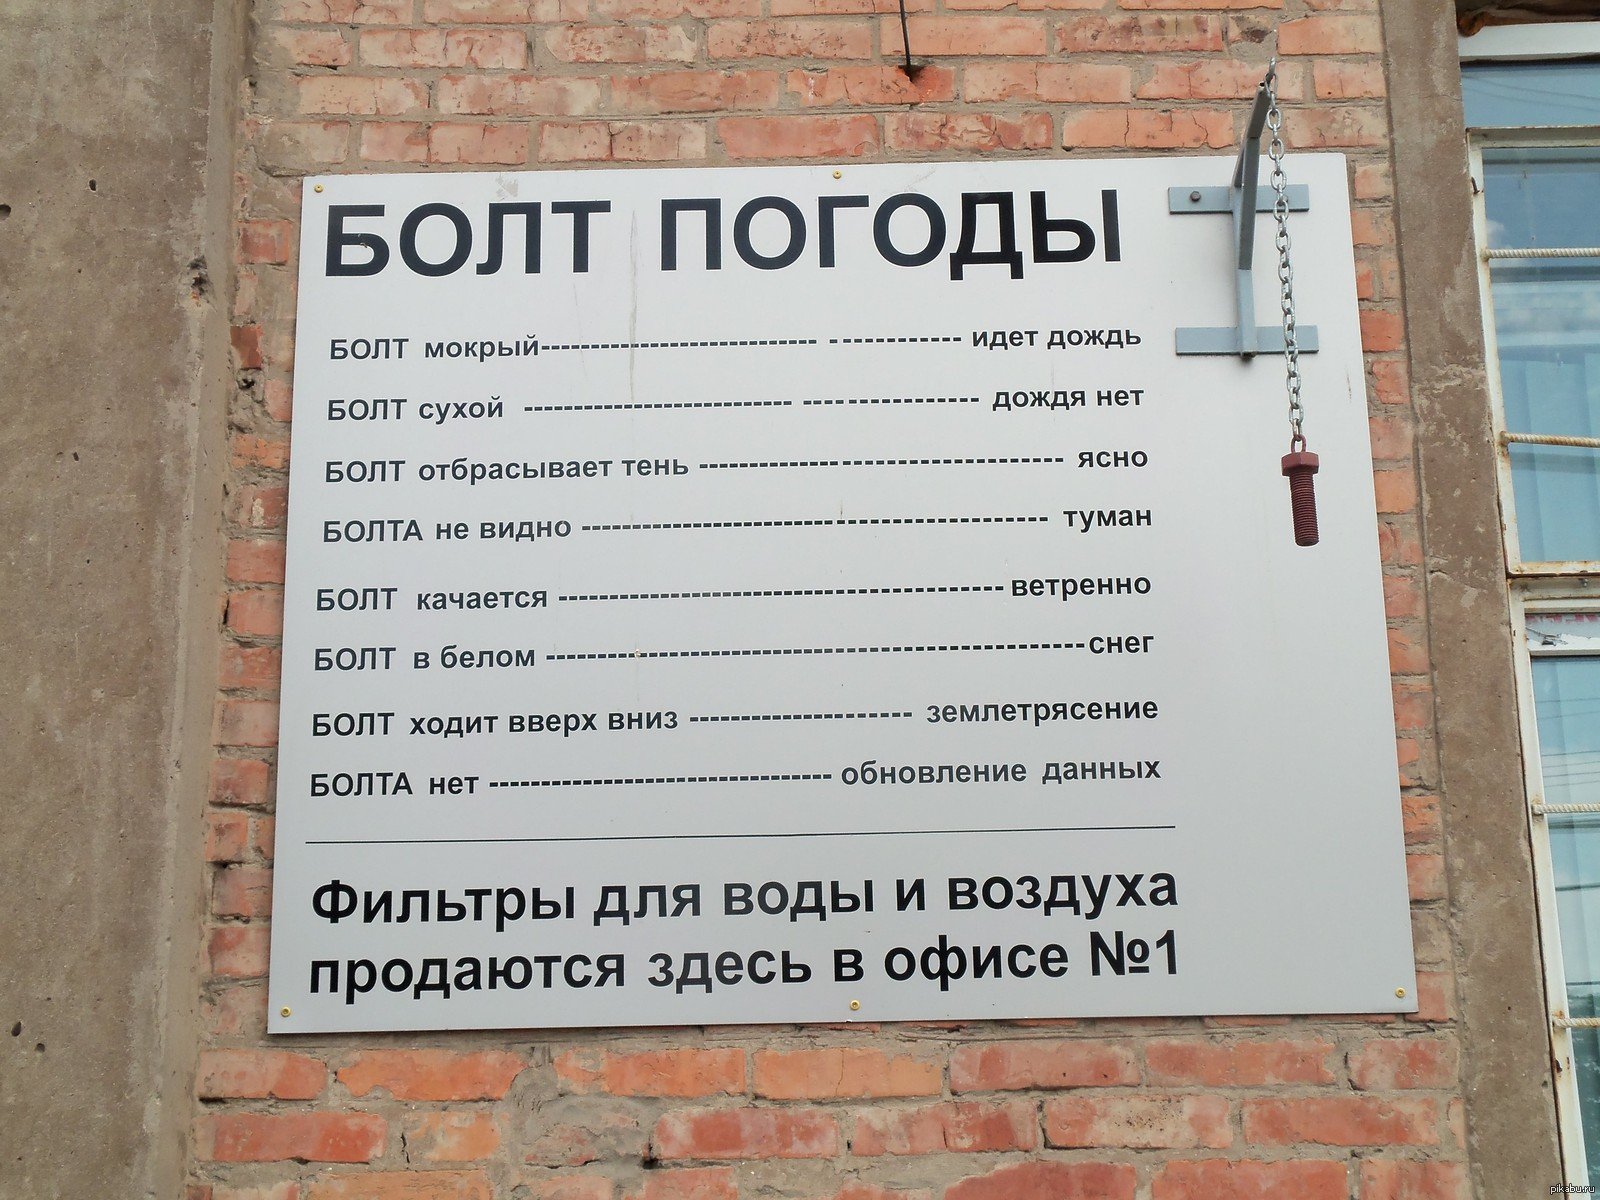 БОЛТ ПОГОДЫ
БОЛТ мокрый---------------------------- ------------ идет дождь
БОЛТ сухой --------------------------- ----------------- дождя нет
БОЛТ отбрасывает тень ------------------------------------ ясно
БОЛТА не видно ---------------------------------------------- туман
БОЛТ качается --------------------------------------------ветренно
БОЛТ в белом -----------------------------------------------------снег
БОЛТ ходит вверх вниз ---------------------- землетрясение
БОЛТА нет ---------------------------------- обновление данных
Фильтры для воды и воздуха
продаются здесь в офисе №1
pikabu.ru